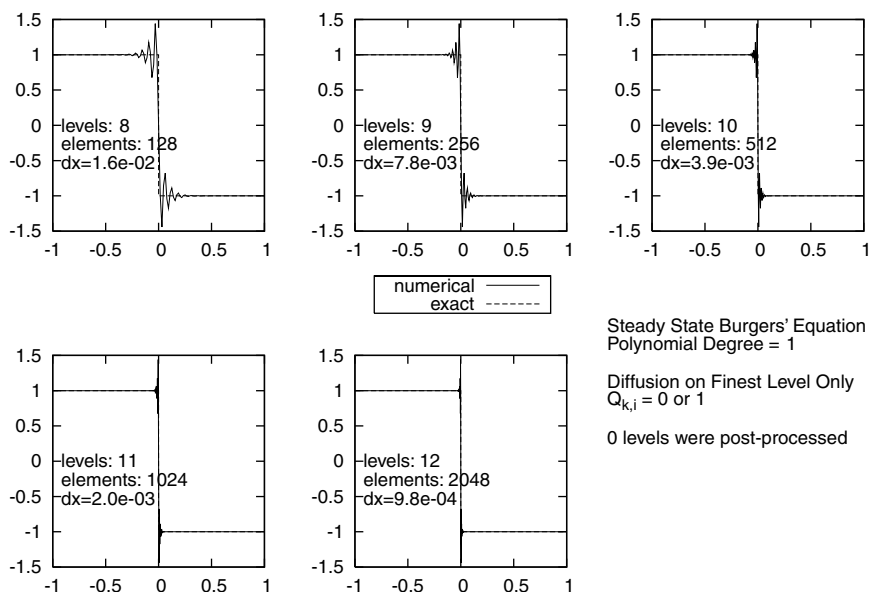 1.5
1
0.5
0
-0.5
-1
-1.5
-1 -0.5 0 0.5 1
levels: 8
elements: 128
dx=1.6e-02
1.5
1
0.5
0
-0.5
-1
-1.5
-1 -0.5 0 0.5 1
levels: 9
elements: 256
dx=7.8e-03
1.5
1
0.5
0
-0.5
-1
-1.5
-1 -0.5 0 0.5 1
levels: 10
elements: 512
dx=3.9e-03
numerical
exact
Steady State Burgers' Equation
Polynomial Degree = 1
Diffusion on Finest Level Only
Qk,i = 0 or 1
0 levels were post-processed
1.5
1
0.5
0
-0.5
-1
-1.5
-1 -0.5 0 0.5 1
levels: 11
elements: 1024
dx=2.0e-03
1.5
1
0.5
0
-0.5
-1
-1.5
-1 -0.5 0 0.5 1
levels: 12
elements: 2048
dx=9.8e-04